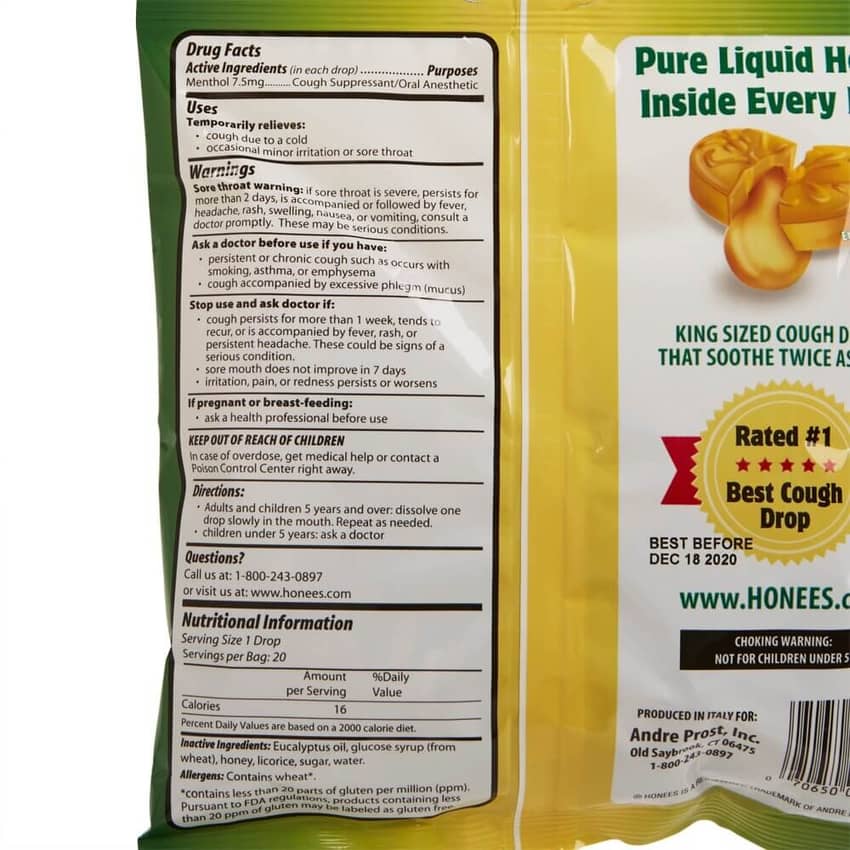 Drug Facts
Active Ingredients (in each drop) .................. Purposes
Menthol 7.5mg.......... Cough Suppressant/Oral Anesthetic
Uses
Temporarily relieves:
• cough due to a cold
• occasional minor irritation or sore throat
Warnings
Sore throat warning: if sore throat is severe, persists for
more than 2 days, is accompanied or followed by fever,
headache, rash, swelling, nausea, or vomiting, consult a
doctor promptly. These may be serious conditions.
Ask a doctor before use if you have:
• persistent or chronic cough such as occurs with
smoking, asthma, or emphysema
• cough accompanied by excessive phlegm (mucus)
Stop use and ask doctor if:
• cough persists for more than 1 week, tends to
recur, or is accompanied by fever, rash, or
persistent headache. These could be signs of a
serious condition.
• sore mouth does not improve in 7 days
• irritation, pain, or redness persists or worsens
If pregnant or breast-feeding:
• ask a health professional before use
KEEP OUT OF REACH OF CHILDREN
In case of overdose, get medical help or contact a
Poison Control Center right away.
Directions:
• Adults and children 5 years and over: dissolve one
drop slowly in the mouth. Repeat as needed.
• children under 5 years: ask a doctor
Questions?
Call us at: 1-800-243-0897
or visit us at: www.honees.com
Nutritional Information
Serving Size 1 Drop
Servings per Bag: 20
Amount %Daily
per Serving Value
Calories 16
Percent Daily Values are based on a 2000 calorie diet.
Inactive Ingredients: Eucalyptus oil, glucose syrup (from
wheat), honey, licorice, sugar, water.
Allergens: Contains wheat*.
*contains less than 20 parts of gluten per million (ppm).
Pursuant to FDA regulations, products containing less
than 20 ppm of gluten may be labeled as gluten free.
Pure Liquid H
Inside Every
KING SIZED COUGH D
THAT SOOTHE TWICE AS
Rated #1
Best Cough
Drop
BEST BEFORE
DEC 18 2020
www.HONEES.c
CHOKING WARNING:
NOT FOR CHILDREN UNDER 5
PRODUCED IN ITALY FOR:
Andre Prost, Inc.
Old Saybrook, CT 06475
1-800-243-0897
0 70650 0
® HONEES IS A REGISTERED TRADEMARK OF ANDRE